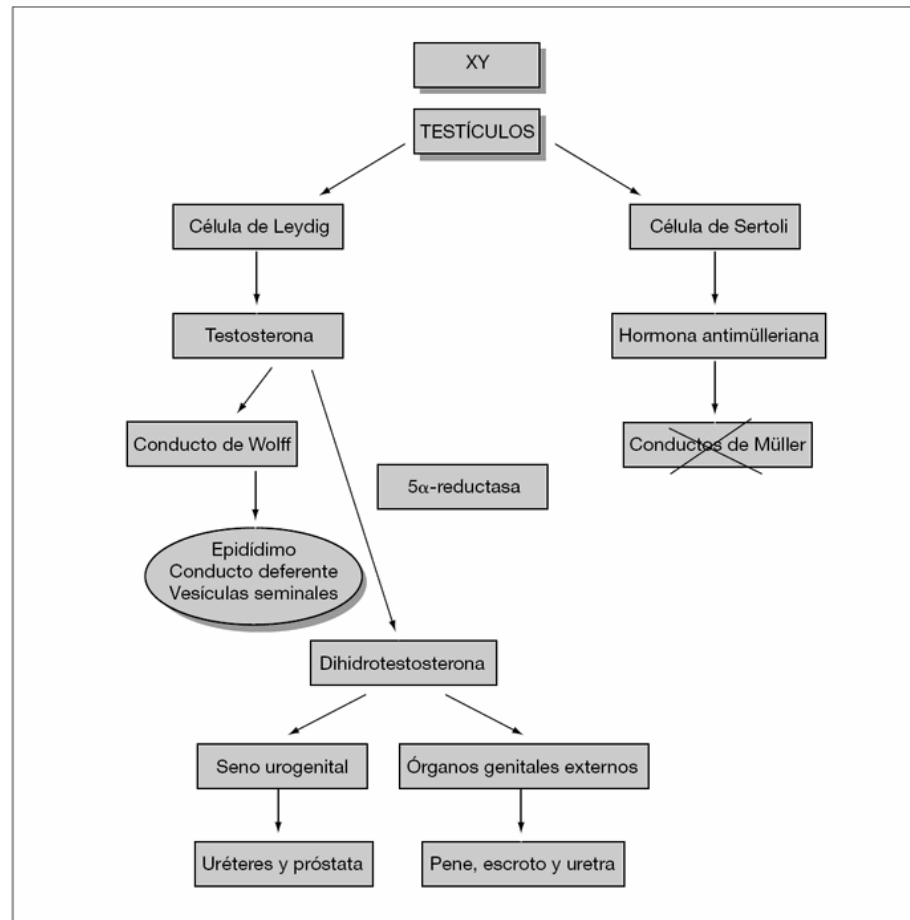 XY
TESTÍCULOS
Célula de Leydig
Célula de Sertoli
Testosterona
Hormona antimülleriana
Conducto de Wolff
Conductos de Müller
5α-reductasa
Epidídimo
Conducto deferente
Vesículas seminales
Dihidrotestosterona
Seno urogenital
Órganos genitales externos
Uréteres y próstata
Pene, escroto y uretra